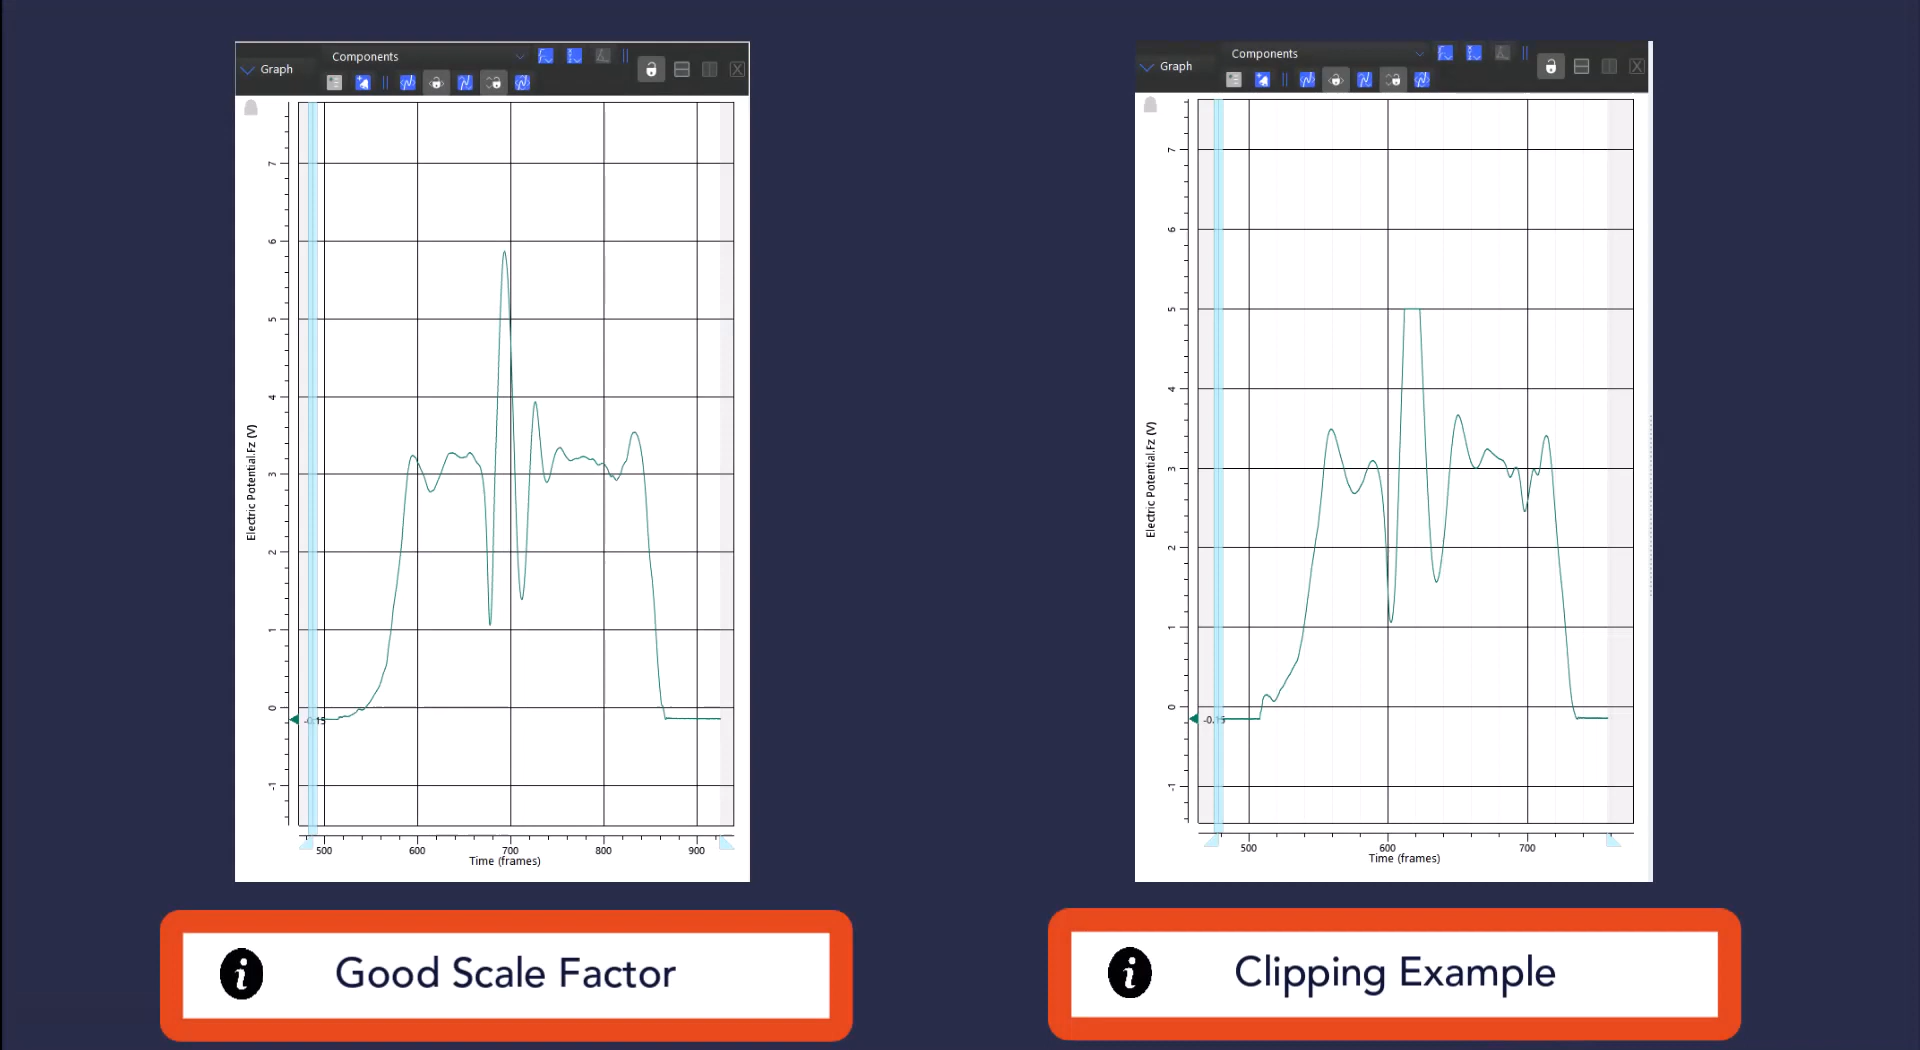 Components
Graph
7
6
5
4
3
2
1
0
-1
Electric Potential.Fz (V)
500 600 700 800 900
Time (frames)
Good Scale Factor
Components
Graph
7
6
5
4
3
2
1
0
-1
Electric Potential.Fz (V)
500 600 700
Time (frames)
Clipping Example